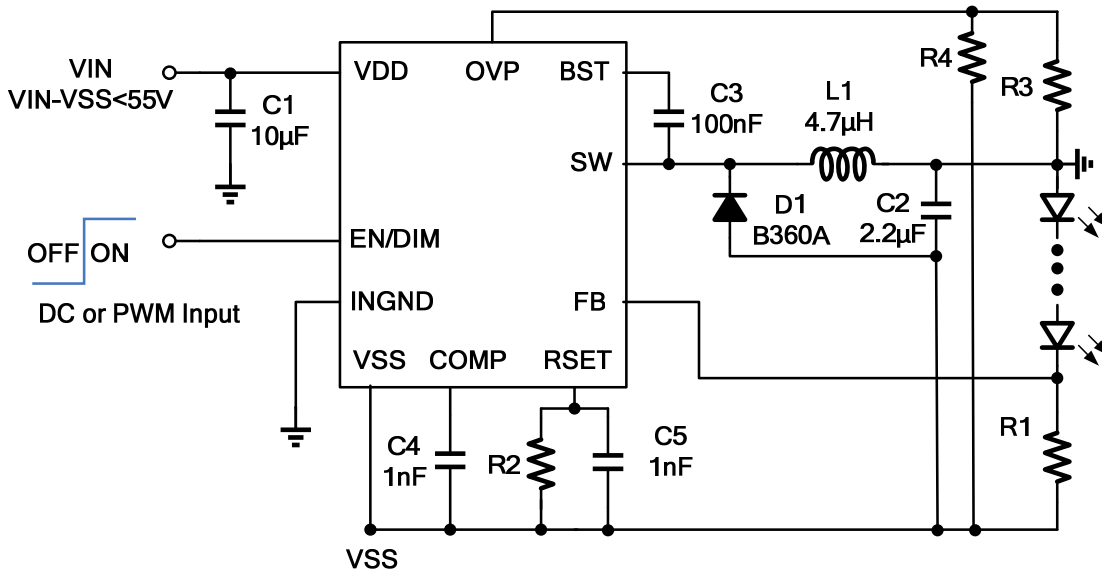 VIN
VIN-VSS<55V
C1
10µF
OFF
ON
DC or PWM Input
VDD
OVP
BST
SW
EN/DIM
INGND
FB
VSS
COMP
RSET
C3
100nF
L1
4.7µH
R4
R3
D1
B360A
C2
2.2µF
R1
C4
1nF
R2
C5
1nF
VSS